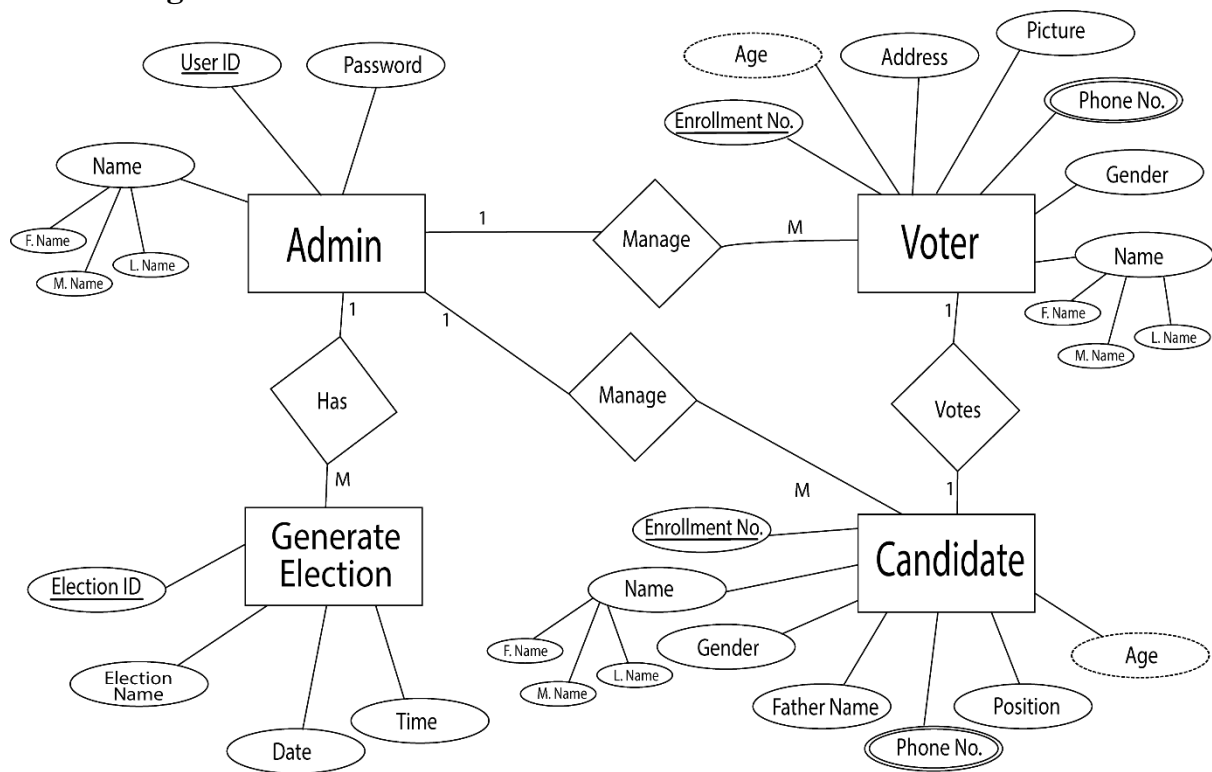 User ID
Password
Name
F. Name
M. Name
L. Name
Admin
1
Manage
M
Age
Address
Picture
Phone No.
Enrollment No.
Gender
Voter
Name
F. Name
M. Name
L. Name
1
Has
M
1
Manage
M
1
Votes
1
Generate
Election
Election ID
Election
Name
Date
Time
Enrollment No.
Candidate
Name
F. Name
M. Name
L. Name
Gender
Father Name
Phone No.
Position
Age